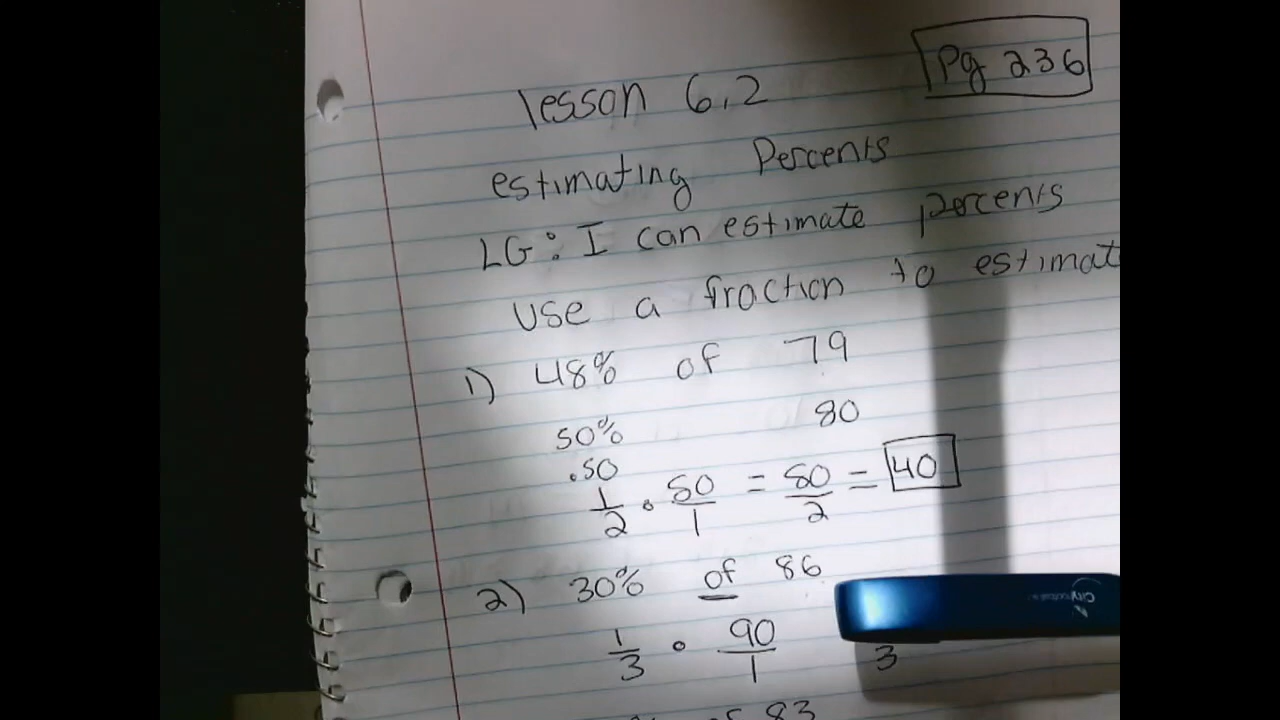 Pg 236
lesson 6.2
estimating Percents
LG: I can estimate percents
use a fraction to estimat
1) 48% of 79
50% 80
.50
1/2 · 80/1 = 80/2 = 40
2) 30% of 86
1/3 · 90/1 3
of 83